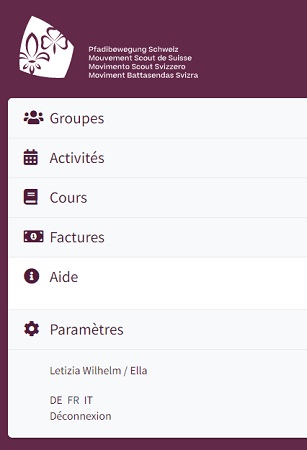 Pfadibewegung Schweiz
Mouvement Scout de Suisse
Movimento Scout Svizzero
Moviment Battasendas Svizra
Groupes
Activités
Cours
Factures
Aide
Paramètres
Letizia Wilhelm / Ella
DE FR IT
Déconnexion